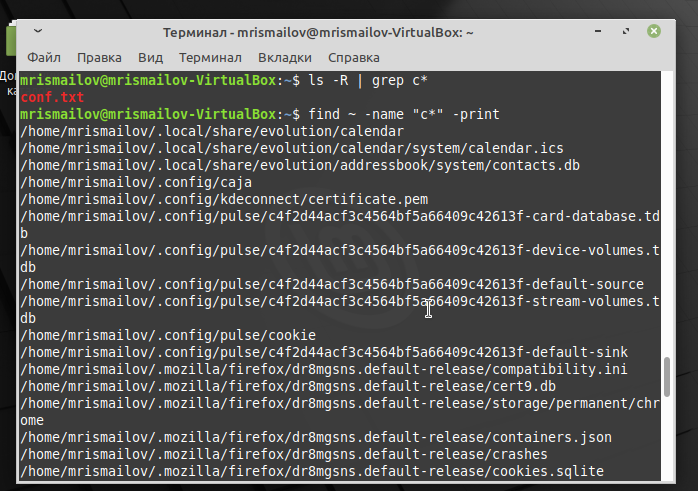 Терминал - mrismailov@mrismailov-VirtualBox: ~
Файл Правка Вид Терминал Вкладки Справка
mrismailov@mrismailov-VirtualBox:~$ ls -R | grep c*
conf.txt
mrismailov@mrismailov-VirtualBox:~$ find ~ -name "c*" -print
/home/mrismailov/.local/share/evolution/calendar
/home/mrismailov/.local/share/evolution/calendar/system/calendar.ics
/home/mrismailov/.local/share/evolution/addressbook/system/contacts.db
/home/mrismailov/.config/caja
/home/mrismailov/.config/kdeconnect/certificate.pem
/home/mrismailov/.config/pulse/c4f2d44acf3c4564bf5a66409c42613f-card-database.td
b
/home/mrismailov/.config/pulse/c4f2d44acf3c4564bf5a66409c42613f-device-volumes.t
db
/home/mrismailov/.config/pulse/c4f2d44acf3c4564bf5a66409c42613f-default-source
/home/mrismailov/.config/pulse/c4f2d44acf3c4564bf5a66409c42613f-stream-volumes.t
db
/home/mrismailov/.config/pulse/cookie
/home/mrismailov/.config/pulse/c4f2d44acf3c4564bf5a66409c42613f-default-sink
/home/mrismailov/.mozilla/firefox/dr8mgsns.default-release/compatibility.ini
/home/mrismailov/.mozilla/firefox/dr8mgsns.default-release/cert9.db
/home/mrismailov/.mozilla/firefox/dr8mgsns.default-release/storage/permanent/chr
ome
/home/mrismailov/.mozilla/firefox/dr8mgsns.default-release/containers.json
/home/mrismailov/.mozilla/firefox/dr8mgsns.default-release/crashes
/home/mrismailov/.mozilla/firefox/dr8mgsns.default-release/cookies.sqlite